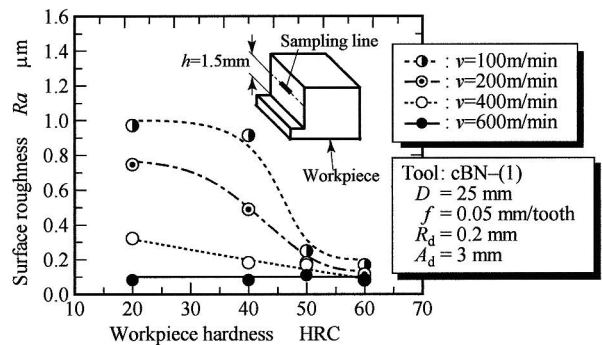 Surface roughness Ra μm
1.6
1.4
1.2
1.0
0.8
0.6
0.4
0.2
0.0
10 20 30 40 50 60 70
Workpiece hardness HRC
Sampling line
h=1.5mm
Workpiece
: v=100m/min
: v=200m/min
: v=400m/min
: v=600m/min
Tool: cBN–(1)
D = 25 mm
f = 0.05 mm/tooth
Rd = 0.2 mm
Ad = 3 mm